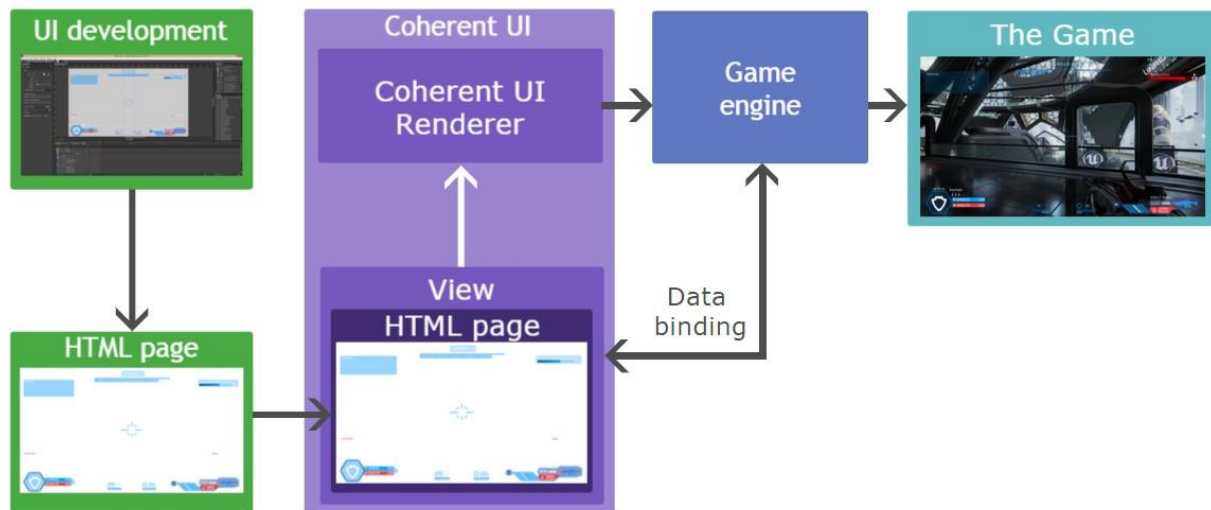 UI development
HTML page
Coherent UI
Coherent UI
Renderer
View
HTML page
Game
engine
Data
binding
The Game